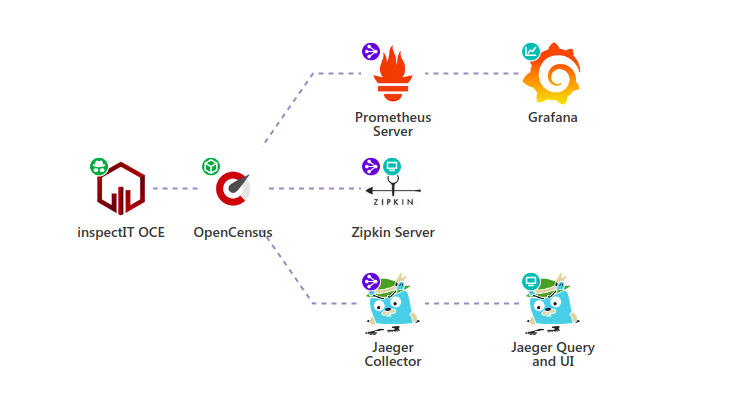 Prometheus
Server
Grafana
ZIPKIN
inspectIT OCE
OpenCensus
Zipkin Server
Jaeger
Collector
Jaeger Query
and UI